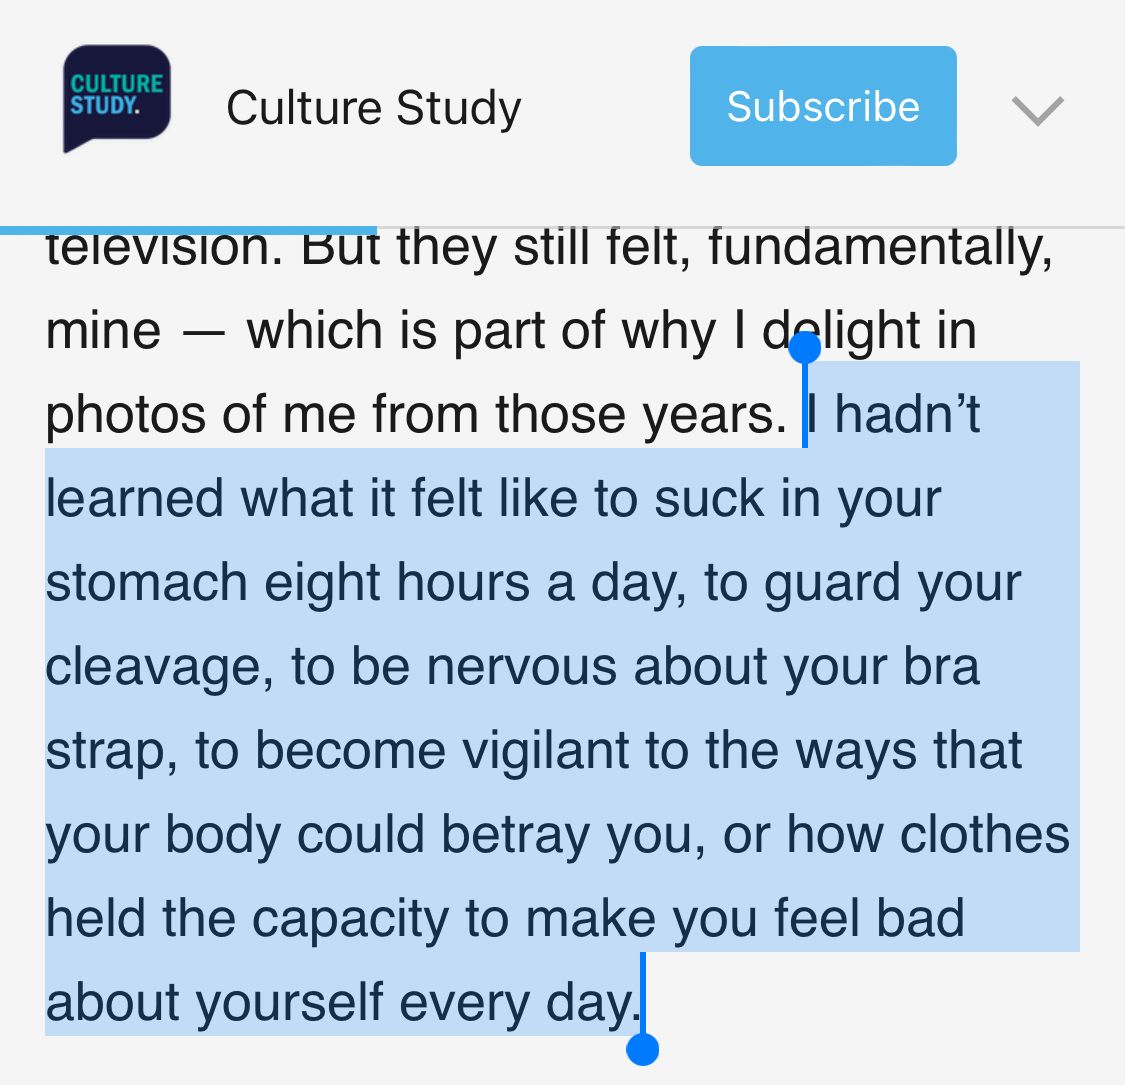 CULTURE
STUDY.
Culture Study
Subscribe
television. But they still felt, fundamentally,
mine — which is part of why I delight in
photos of me from those years. I hadn’t
learned what it felt like to suck in your
stomach eight hours a day, to guard your
cleavage, to be nervous about your bra
strap, to become vigilant to the ways that
your body could betray you, or how clothes
held the capacity to make you feel bad
about yourself every day.